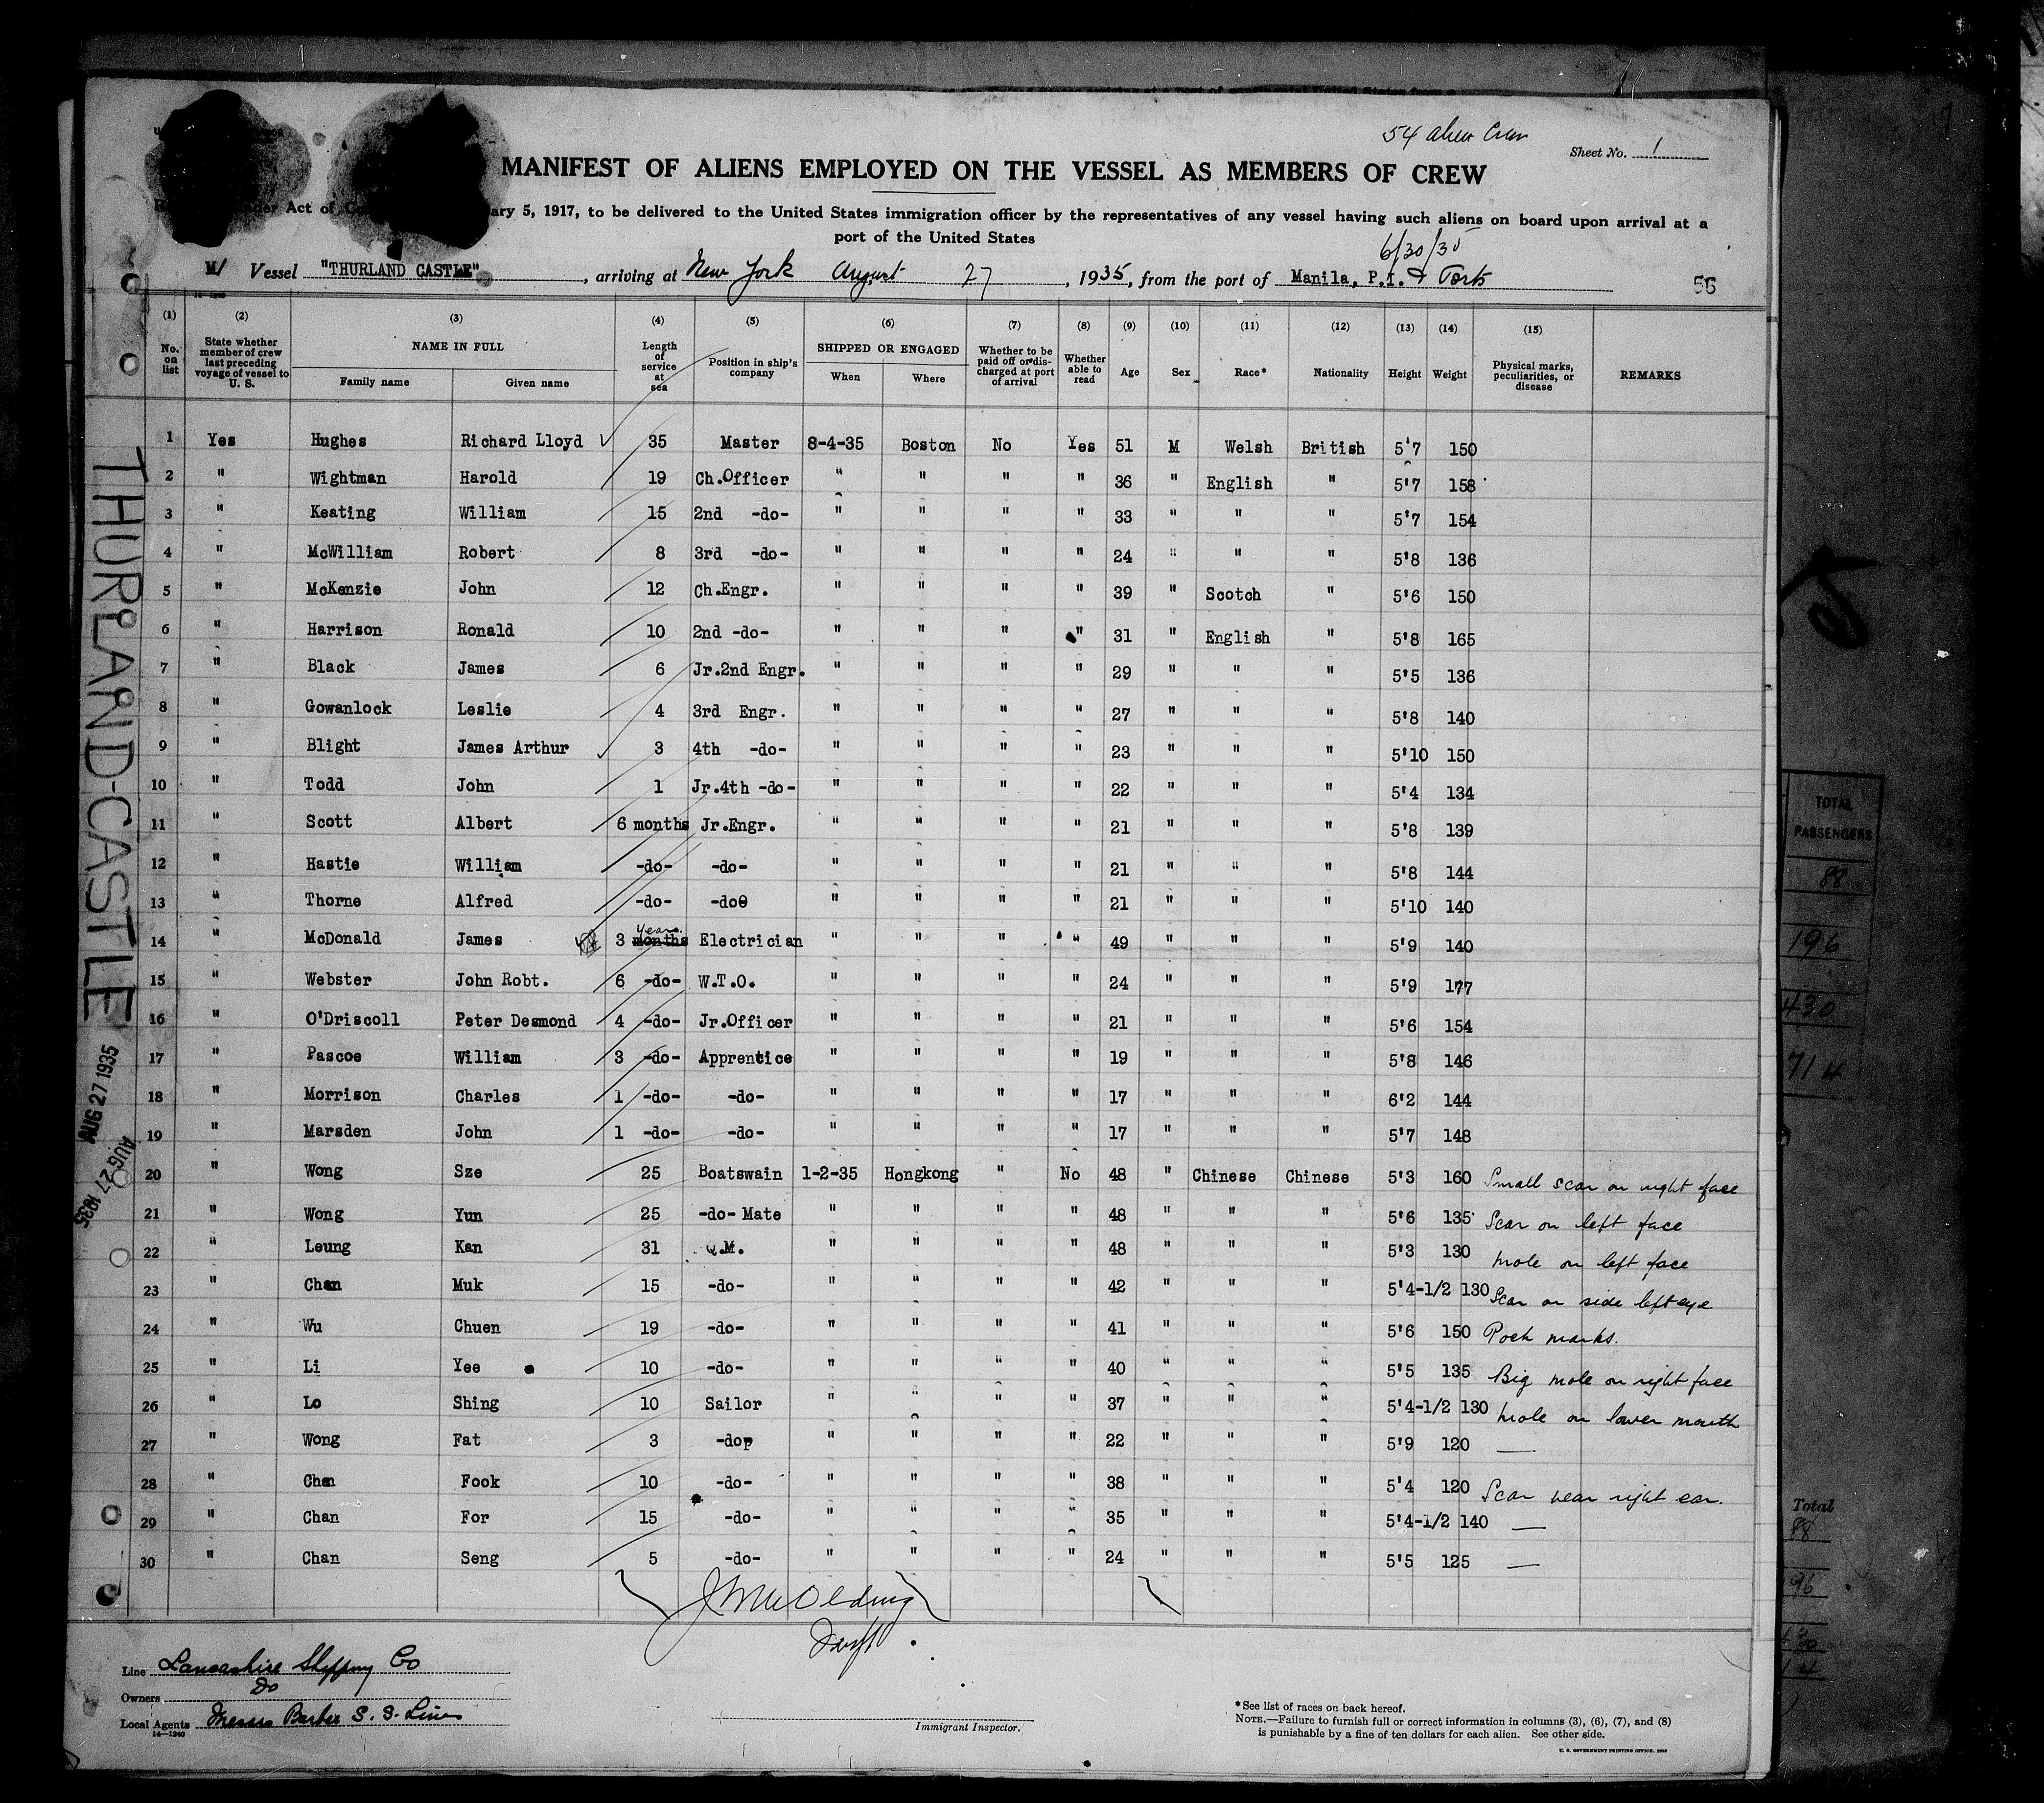 54 alien crew
Sheet No. 1
MANIFEST OF ALIENS EMPLOYED ON THE VESSEL AS MEMBERS OF CREW
der Act of ary 5, 1917, to be delivered to the United States immigration officer by the representatives of any vessel having such aliens on board upon arrival at a
port of the United States
6/30/35
M/ Vessel "THURLAND CASTLE", arriving at New York August 27, 1935, from the port of Manila, P.I. & Ports
56
(1) (2) (3) (4) (5) (6) (7) (8) (9) (10) (11) (12) (13) (14) (15)
No. on list State whether member of crew last preceding voyage of vessel to U. S. NAME IN FULL Family name Given name Length of service at sea Position in ship's company SHIPPED OR ENGAGED When Where Whether to be paid off or discharged at port of arrival Whether able to read Age Sex Race* Nationality Height Weight Physical marks, peculiarities, or disease REMARKS
1 Yes Hughes Richard Lloyd 35 Master 8-4-35 Boston No Yes 51 M Welsh British 5'7 150
2 " Wightman Harold 19 Ch.Officer " " " " 36 " English " 5'7 158
3 " Keating William 15 2nd -do- " " " " 33 " " " 5'7 154
4 " McWilliam Robert 8 3rd -do- " " " " 24 " " " 5'8 136
5 " McKenzie John 12 Ch.Engr. " " " " 39 " Scotch " 5'6 150
6 " Harrison Ronald 10 2nd -do- " " " " 31 " English " 5'8 165
7 " Black James 6 Jr.2nd Engr. " " " " 29 " " " 5'5 136
8 " Gowanlock Leslie 4 3rd Engr. " " " " 27 " " " 5'8 140
9 " Blight James Arthur 3 4th -do- " " " " 23 " " " 5'10 150
10 " Todd John 1 Jr.4th -do- " " " " 22 " " " 5'4 134
11 " Scott Albert 6 months Jr.Engr. " " " " 21 " " " 5'8 139
12 " Hastie William -do- -do- " " " " 21 " " " 5'8 144
13 " Thorne Alfred -do- -do0 " " " " 21 " " " 5'10 140
14 " McDonald James 3 months years. Electrician " " " " 49 " " " 5'9 140
15 " Webster John Robt. 6 -do- W.T.O. " " " " 24 " " " 5'9 177
16 " O'Driscoll Peter Desmond 4 -do- Jr.Officer " " " " 21 " " " 5'6 154
17 " Pascoe William 3 -do- Apprentice " " " " 19 " " " 5'8 146
18 " Morrison Charles 1 -do- -do- " " " " 17 " " " 6'2 144
19 " Marsden John 1 -do- -do- " " " " 17 " " " 5'7 148
20 " Wong Sze 25 Boatswain 1-2-35 Hongkong " No 48 " Chinese Chinese 5'3 160 Small scar on right face
21 " Wong Yun 25 -do- Mate " " " " 48 " " " 5'6 135 Scar on left face
22 " Leung Kan 31 Q.M. " " " " 48 " " " 5'3 130 mole on left face
23 " Chan Muk 15 -do- " " " " 42 " " " 5'4-1/2 130 Scar on side left eye
24 " Wu Chuen 19 -do- " " " " 41 " " " 5'6 150 Pock marks.
25 " Li Yee 10 -do- " " " " 40 " " " 5'5 135 Big mole on right face
26 " Lo Shing 10 Sailor " " " " 37 " " " 5'4-1/2 130 mole on lower mouth
27 " Wong Fat 3 -dop " " " " 22 " " " 5'9 120 —
28 " Chan Fook 10 -do- " " " " 38 " " " 5'4 120 Scar near right ear.
29 " Chan For 15 -do- " " " " 35 " " " 5'4-1/2 140 —
30 " Chan Seng 5 -do- " " " " 24 " " " 5'5 125 —
Line Lancashire Shipping Co
Owners Do
Local Agents Messrs Barber S. S. Lines
14—1240
Immigrant Inspector.
*See list of races on back hereof.
NOTE.—Failure to furnish full or correct information in columns (3), (6), (7), and (8)
is punishable by a fine of ten dollars for each alien. See other side.
U. S. GOVERNMENT PRINTING OFFICE
THURLAND-CASTLE
AUG 27 1935
AUG 27 1935
TOTAL
PASSENGERS
88
196
430
714
Total
88